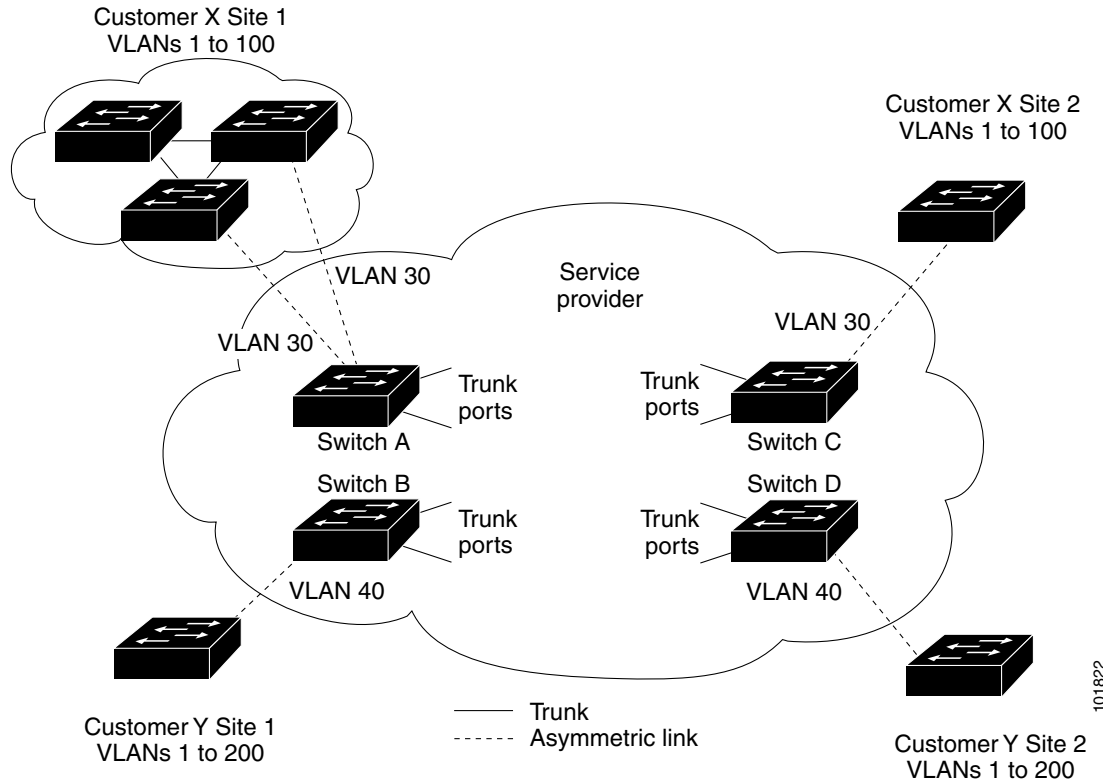 Customer X Site 1
VLANs 1 to 100
Customer X Site 2
VLANs 1 to 100
VLAN 30
Service
provider
VLAN 30
VLAN 30
Trunk
ports
Trunk
ports
Switch A
Switch C
Switch B
Switch D
Trunk
ports
Trunk
ports
VLAN 40
VLAN 40
Customer Y Site 1
VLANs 1 to 200
Trunk
Asymmetric link
Customer Y Site 2
VLANs 1 to 200
101822